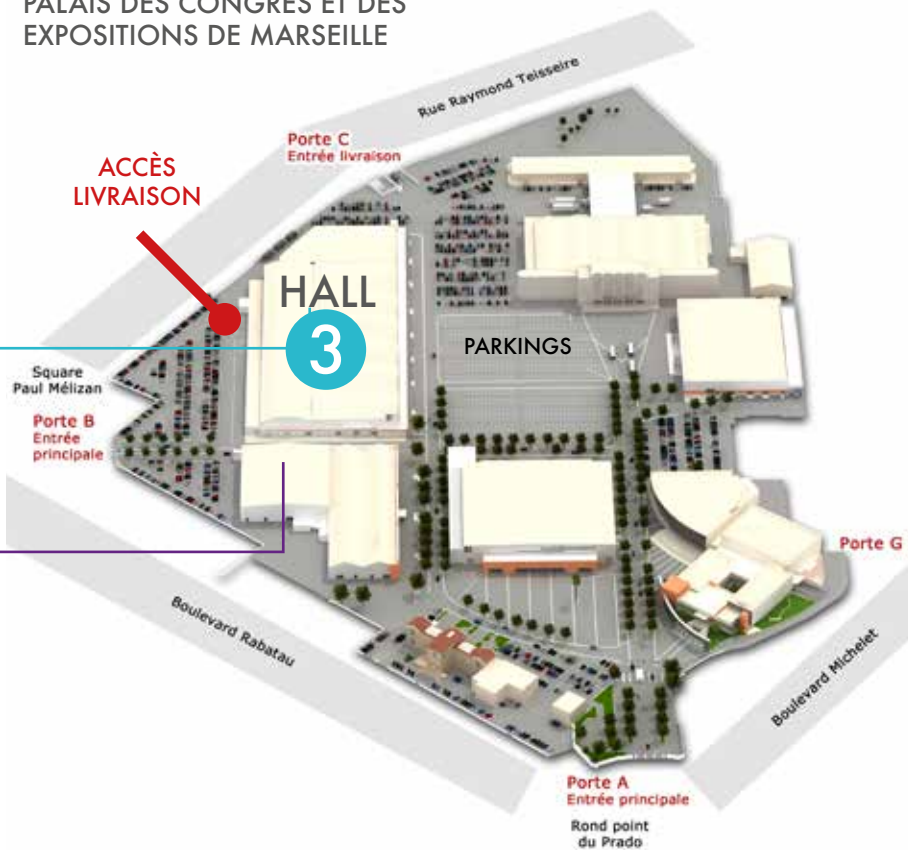 PALAIS DES CONGRÈS ET DES
EXPOSITIONS DE MARSEILLE
Rue Raymond Teisseire
Porte C
Entrée livraison
ACCÈS
LIVRAISON
HALL
3
PARKINGS
Square
Paul Mélizan
Porte B
Entrée
principale
Porte G
Boulevard Rabatau
Boulevard Michelet
Porte A
Entrée principale
Rond point
du Prado